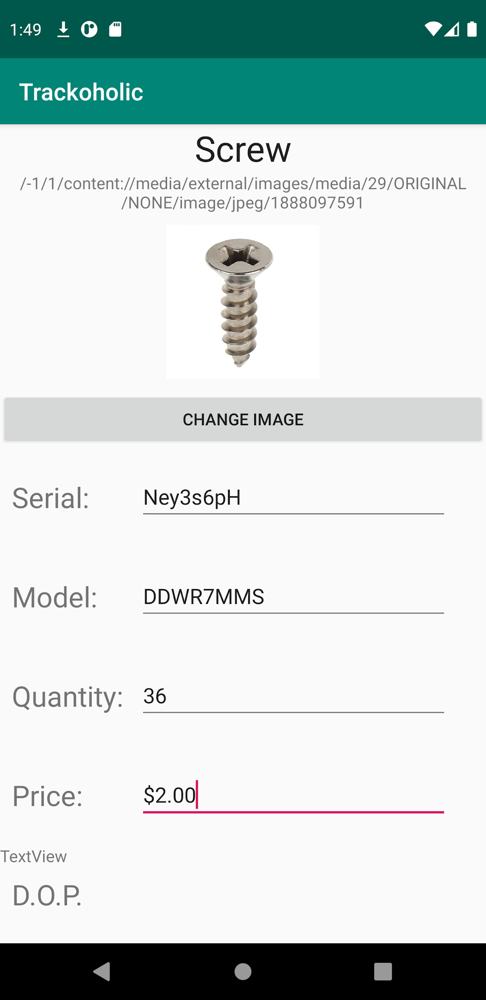 1:49
Trackoholic
Screw
/-1/1/content://media/external/images/media/29/ORIGINAL
/NONE/image/jpeg/1888097591
CHANGE IMAGE
Serial: Ney3s6pH
Model: DDWR7MMS
Quantity: 36
Price: $2.00
TextView
D.O.P.